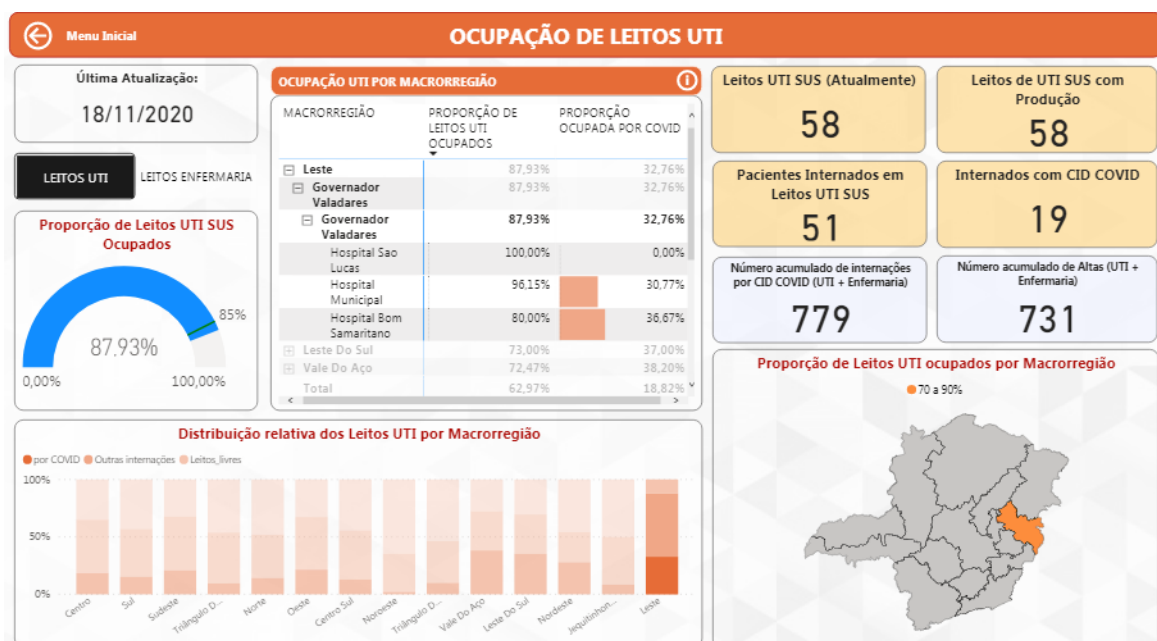 Menu Inicial
OCUPAÇÃO DE LEITOS UTI
Última Atualização:
18/11/2020
LEITOS UTI
LEITOS ENFERMARIA
Proporção de Leitos UTI SUS
Ocupados
85%
87,93%
0,00%
100,00%
OCUPAÇÃO UTI POR MACRORREGIÃO
MACRORREGIÃO
PROPORÇÃO DE
LEITOS UTI
OCUPADOS
PROPORÇÃO
OCUPADA POR COVID
Leste 87,93% 32,76%
Governador
Valadares 87,93% 32,76%
Governador
Valadares 87,93% 32,76%
Hospital Sao
Lucas 100,00% 0,00%
Hospital
Municipal 96,15% 30,77%
Hospital Bom
Samaritano 80,00% 36,67%
Leste Do Sul 73,00% 37,00%
Vale Do Aço 72,47% 38,20%
Total 62,97% 18,82%
Leitos UTI SUS (Atualmente)
58
Leitos de UTI SUS com
Produção
58
Pacientes Internados em
Leitos UTI SUS
51
Internados com CID COVID
19
Número acumulado de internações
por CID COVID (UTI + Enfermaria)
779
Número acumulado de Altas (UTI +
Enfermaria)
731
Distribuição relativa dos Leitos UTI por Macrorregião
por COVID Outras internações Leitos_livres
100%
50%
0%
Centro
Sul
Sudeste
Triângulo D...
Norte
Oeste
Centro Sul
Noroeste
Triângulo D...
Vale Do Aço
Leste Do Sul
Nordeste
Jequitinhon...
Leste
Proporção de Leitos UTI ocupados por Macrorregião
70 a 90%